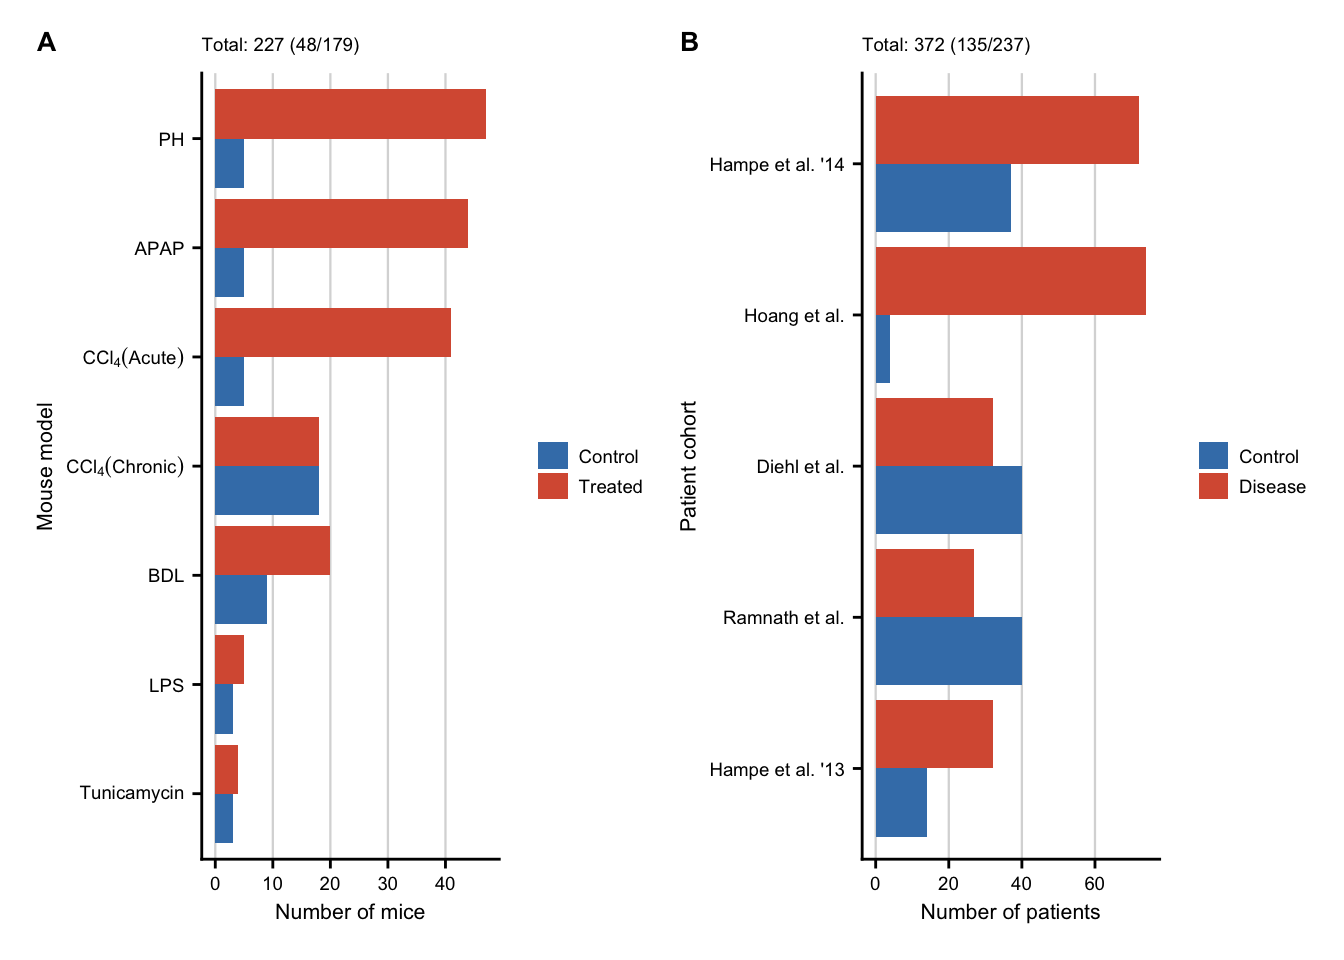 A
Total: 227 (48/179)
PH
APAP
CCl₄(Acute)
CCl₄(Chronic)
BDL
LPS
Tunicamycin
Mouse model
0 10 20 30 40
Number of mice
Control
Treated
B
Total: 372 (135/237)
Hampe et al. '14
Hoang et al.
Diehl et al.
Ramnath et al.
Hampe et al. '13
Patient cohort
0 20 40 60
Number of patients
Control
Disease